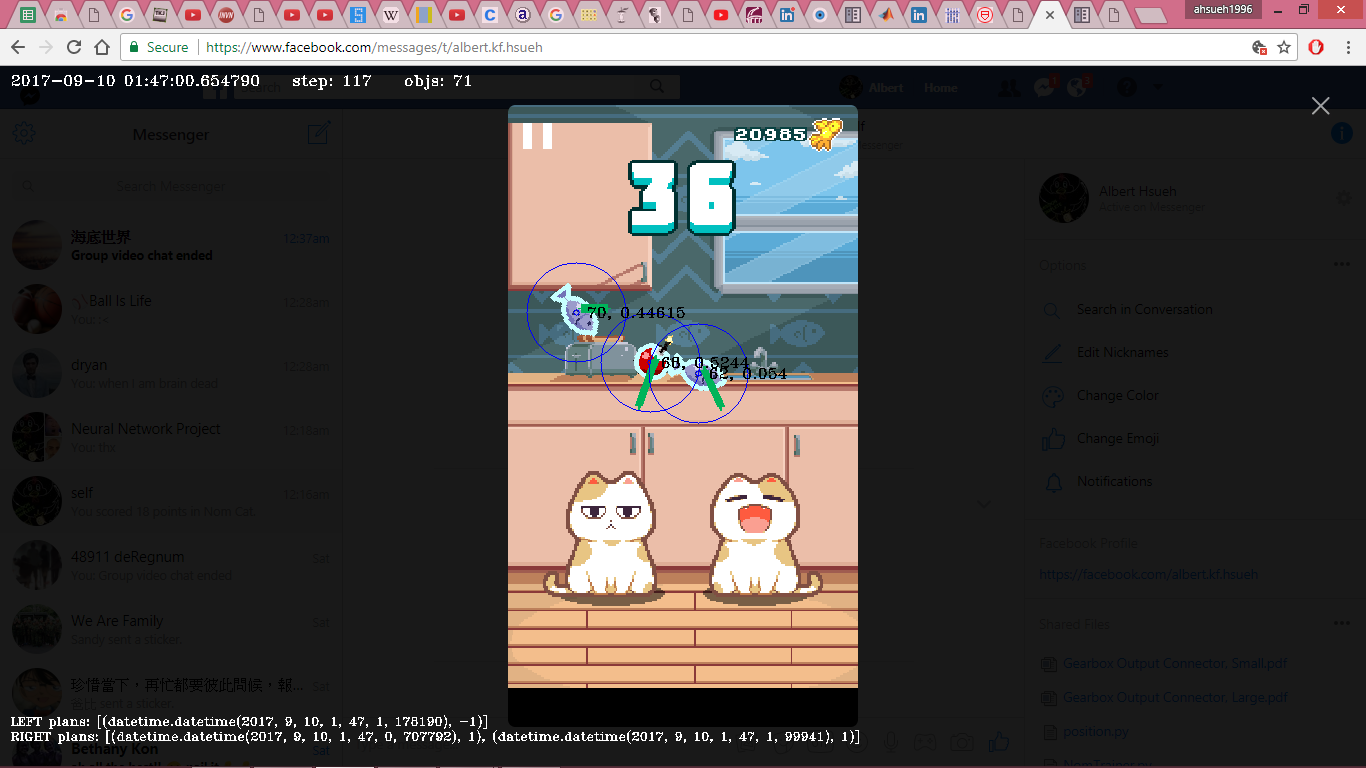 ahsueh1996
Secure https://www.facebook.com/messages/t/albert.kf.hsueh
2017-09-10 01:47:00.654790 step: 117 objs: 71
Search
Albert Home
Messenger
Search Messenger
海底世界 12:37am
Group video chat ended
Ball Is Life 12:28am
dryan 12:28am
You: when I am brain dead
Neural Network Project 12:18am
You: thx
self 12:16am
You scored 18 points in Nom Cat.
48911 deRegnum Sat
You: Group video chat ended
We Are Family Sat
Sandy sent a sticker.
珍惜當下，再忙都要彼此問候，報... Sat
Bethany Kon Sat
20985
36
70, 0.44615
68, 0.5244
62, 0.054
Albert Hsueh
Active on Messenger
Options
Search in Conversation
Edit Nicknames
Change Color
Change Emoji
Notifications
Facebook Profile
https://facebook.com/albert.kf.hsueh
Shared Files
Gearbox Output Connector, Small.pdf
Gearbox Output Connector, Large.pdf
position.py
NomTrainer.py
LEFT plans: [(datetime.datetime(2017, 9, 10, 1, 47, 1, 178190), -1)]
RIGHT plans: [(datetime.datetime(2017, 9, 10, 1, 47, 0, 707792), 1), (datetime.datetime(2017, 9, 10, 1, 47, 1, 99941), 1)]